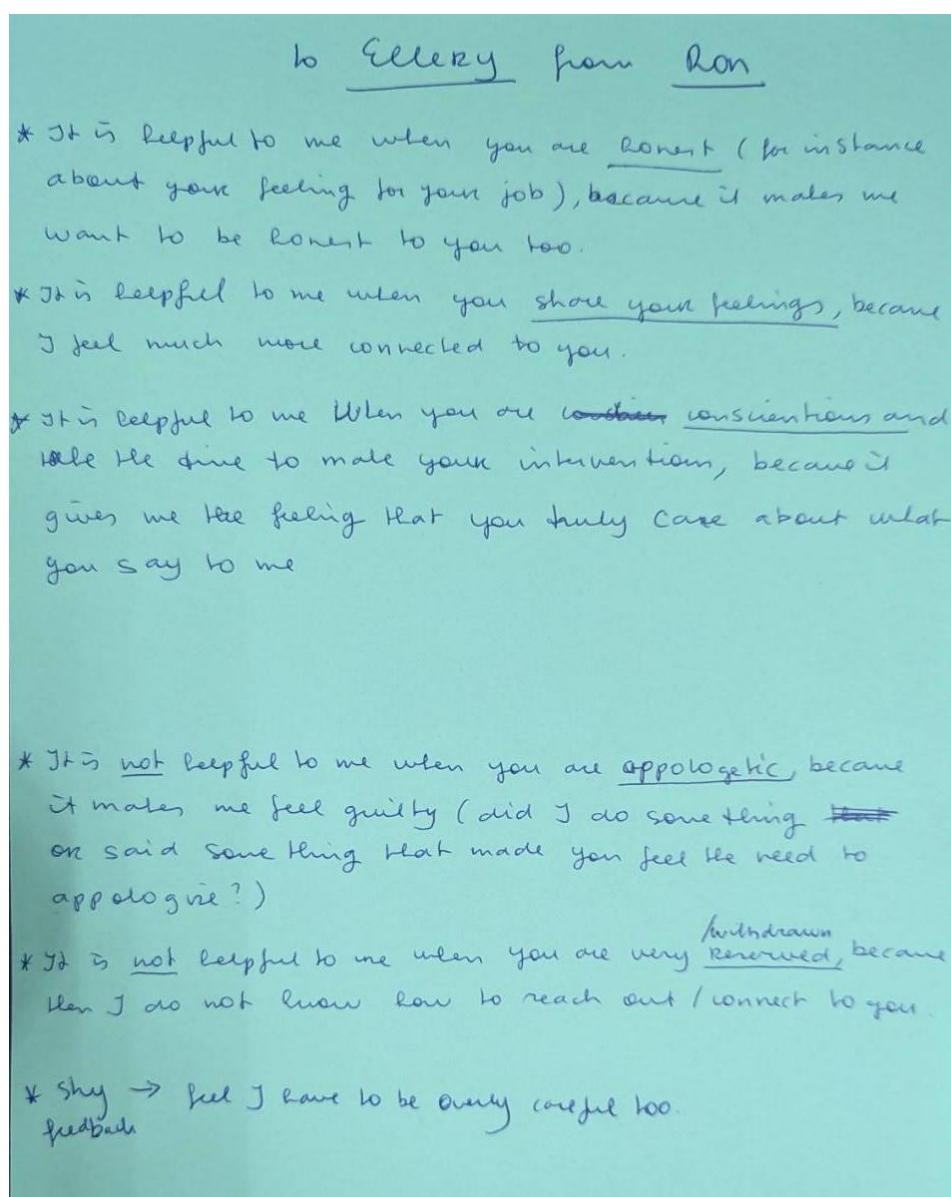 to Ellery from Ron
* It is helpful to me when you are honest (for instance
about your feeling for your job), because it makes me
want to be honest to you too.
* It is helpful to me when you share your feelings, because
I feel much more connected to you.
* It is helpful to me when you are conscientious and
take the time to make your interventions, because it
gives me the feeling that you truly care about what
you say to me
* It is not helpful to me when you are appologetic, because
it makes me feel guilty (did I do something
or said something that made you feel the need to
appologize?)
/withdrawn
* It is not helpful to me when you are very reserved, because
then I do not know how to reach out / connect to you.
* Shy → feel I have to be overly careful too.
feedback